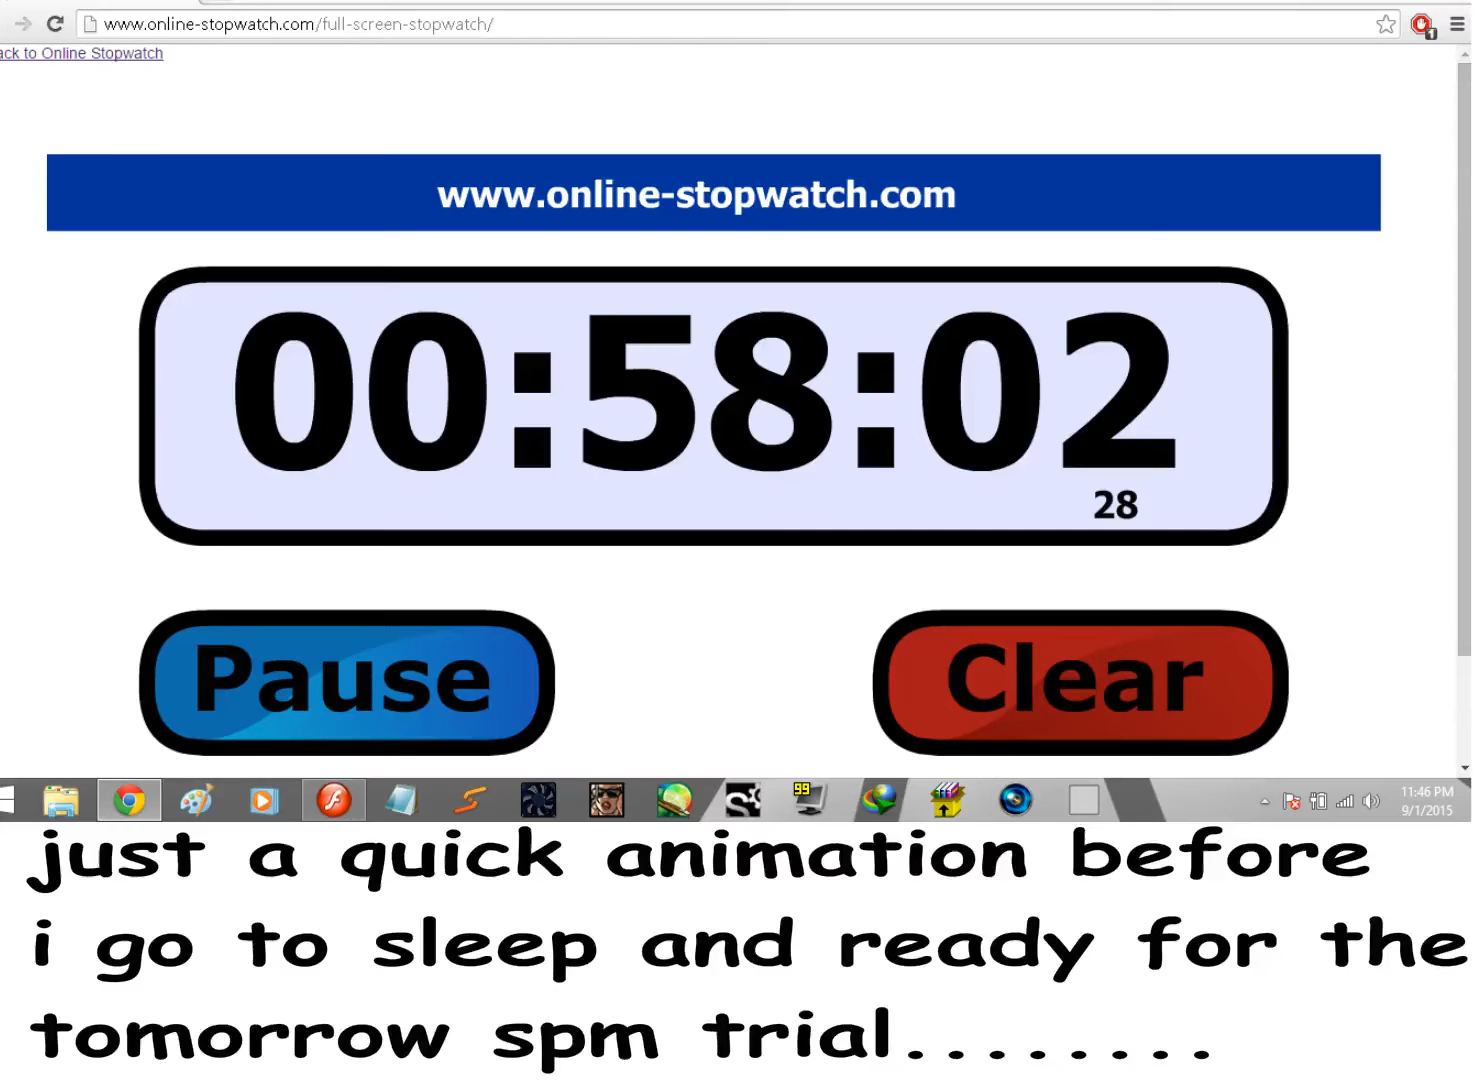 www.online-stopwatch.com/full-screen-stopwatch/
1
ack to Online Stopwatch
www.online-stopwatch.com
00:58:02
28
Pause
Clear
99
11:46 PM
9/1/2015
just a quick animation before
i go to sleep and ready for the
tomorrow spm trial........